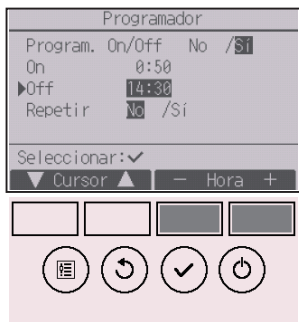 Programador
Program. On/Off No /Sí
On 0:50
▶Off 14:30
Repetir No /Sí
Seleccionar:✓
▼ Cursor ▲ − Hora +